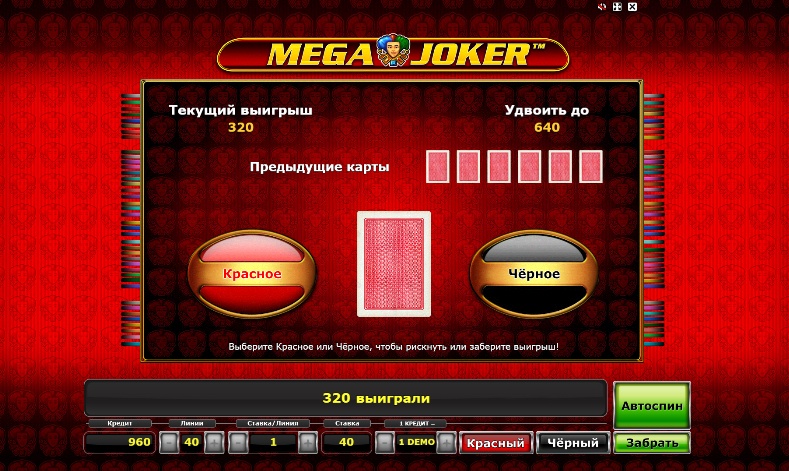 MEGA JOKER™
Текущий выигрыш
320
Удвоить до
640
Предыдущие карты
Красное
Чёрное
Выберите Красное или Чёрное, чтобы рискнуть или заберите выигрыш!
320 выиграли
Автоспин
Кредит
Линии
Ставка/Линия
Ставка
1 КРЕДИТ =
960
- 40 +
- 1 +
40
- 1 DEMO +
Красный
Чёрный
Забрать